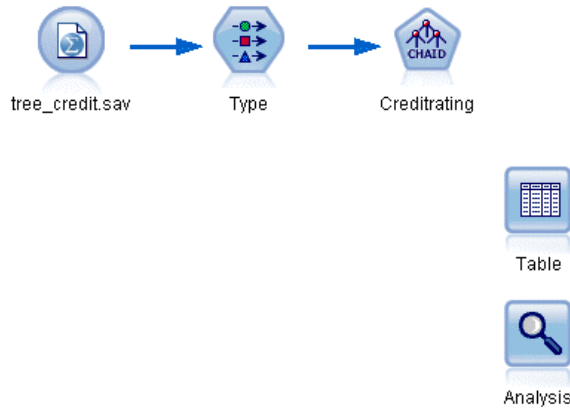 CHAID
tree_credit.sav
Type
Creditrating
Table
Analysis